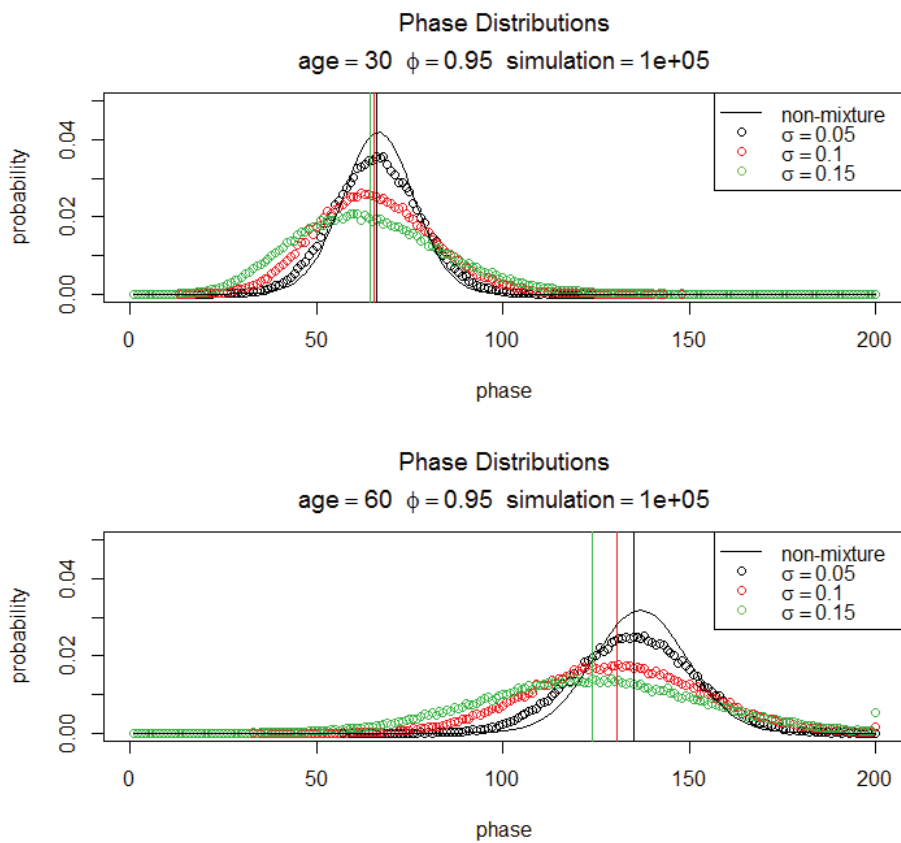 Phase Distributions
age = 30 ϕ = 0.95 simulation = 1e+05
probability
0.00 0.02 0.04
non-mixture
σ = 0.05
σ = 0.1
σ = 0.15
0 50 100 150 200
phase
Phase Distributions
age = 60 ϕ = 0.95 simulation = 1e+05
probability
0.00 0.02 0.04
non-mixture
σ = 0.05
σ = 0.1
σ = 0.15
0 50 100 150 200
phase